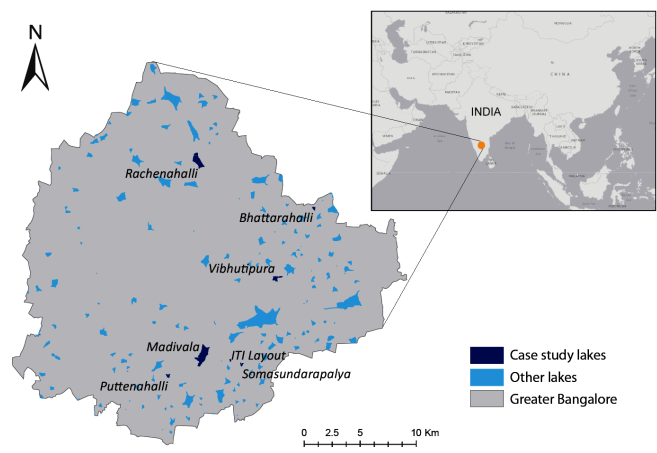 N
INDIA
CHINA
MONGOLIA
Rachenahalli
Bhattarahalli
Vibhutipura
Madivala
JTI Layout
Somasundarapalya
Puttenahalli
Case study lakes
Other lakes
Greater Bangalore
0 2.5 5 10 Km